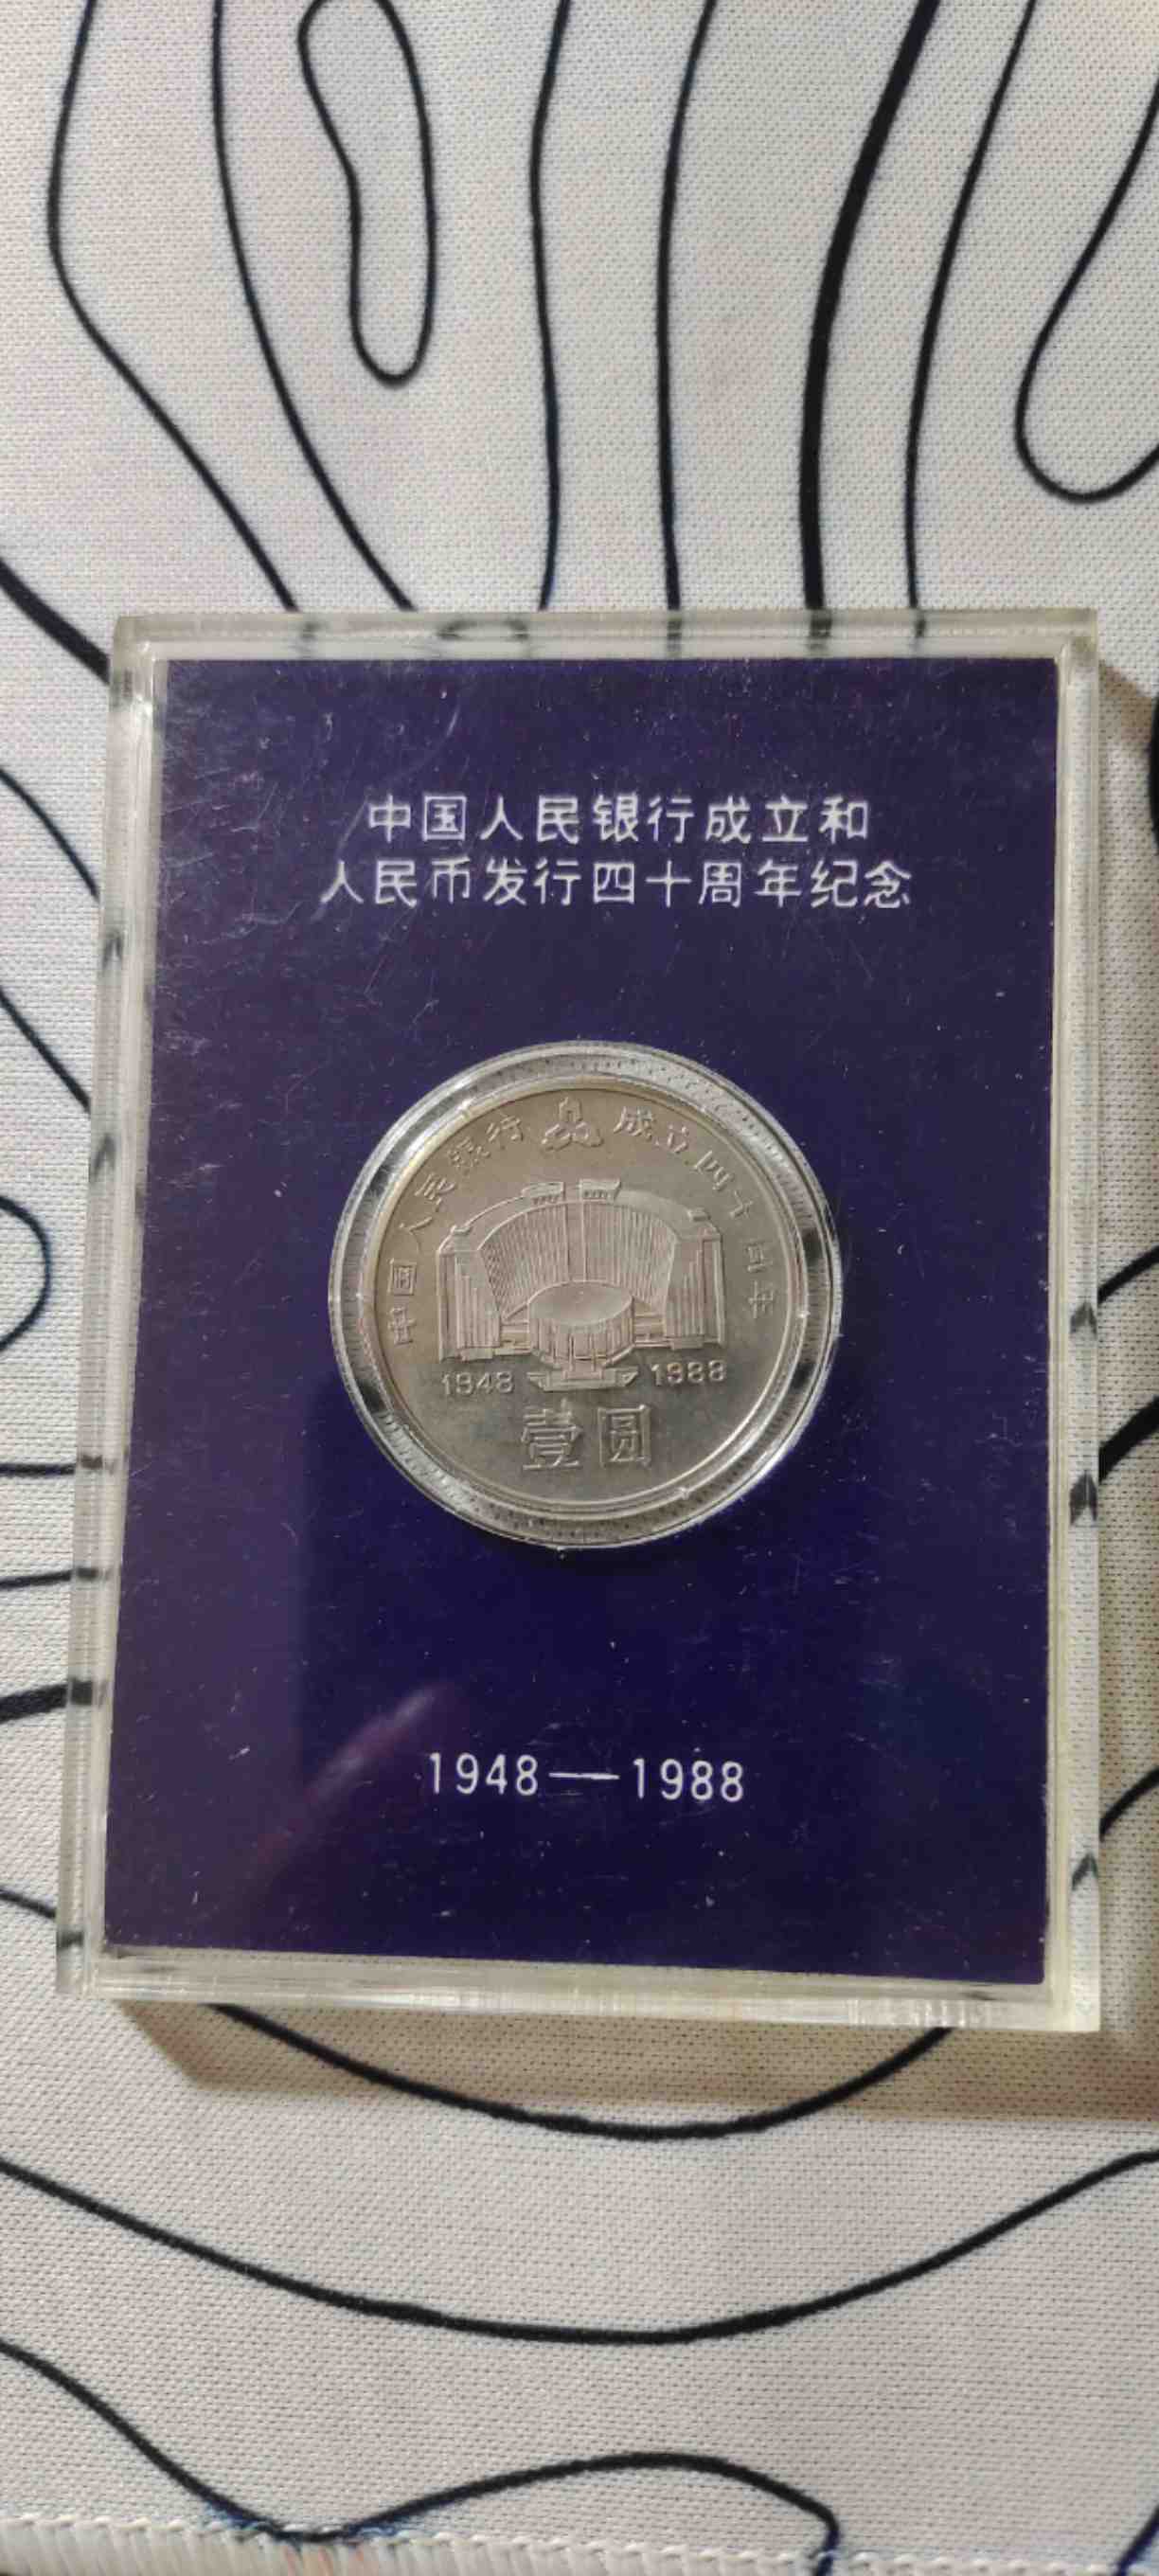 中国人民银行成立和
人民币发行四十周年纪念
中国人民银行 成立四十周年
1948 1988
壹圆
1948—1988